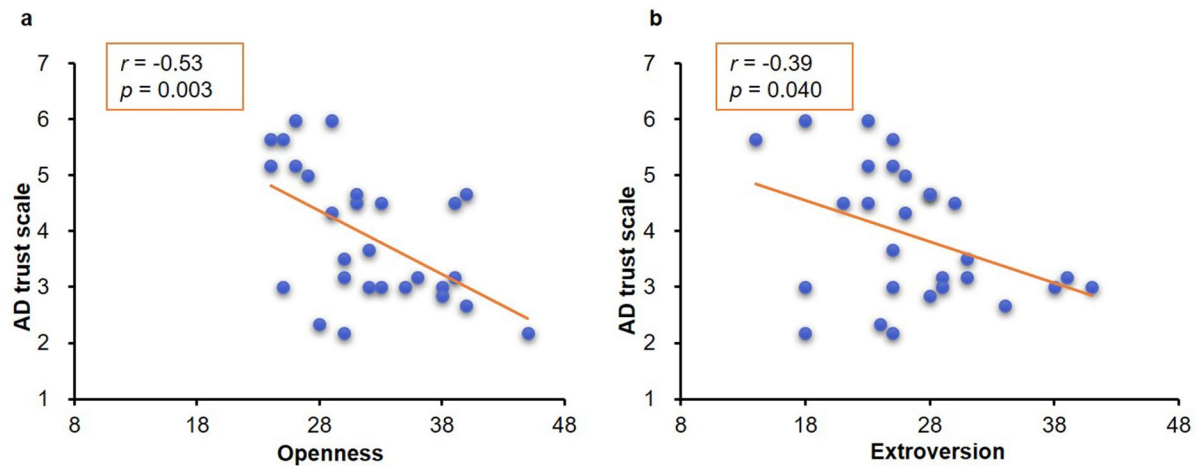 a
r = -0.53
p = 0.003
7
6
5
4
3
2
1
AD trust scale
8 18 28 38 48
Openness
b
r = -0.39
p = 0.040
7
6
5
4
3
2
1
AD trust scale
8 18 28 38 48
Extroversion